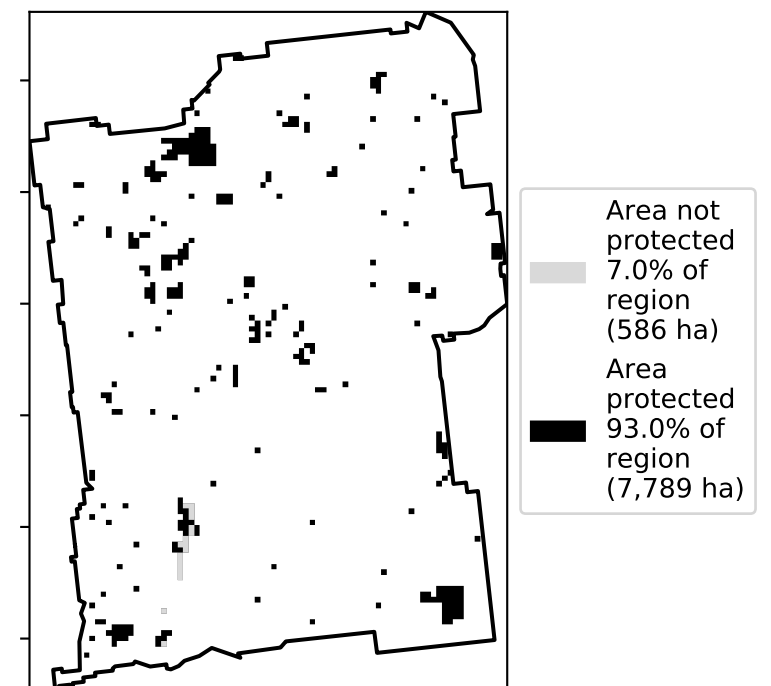 Area not
protected
7.0% of
region
(586 ha)
Area
protected
93.0% of
region
(7,789 ha)